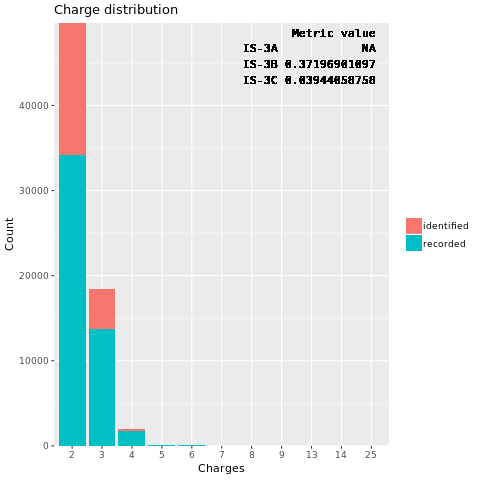 Charge distribution
Metric value
IS-3A NA
IS-3B 0.37196901097
IS-3C 0.03944058758
40000
30000
20000
10000
0
Count
2 3 4 5 6 7 8 9 13 14 25
Charges
identified
recorded